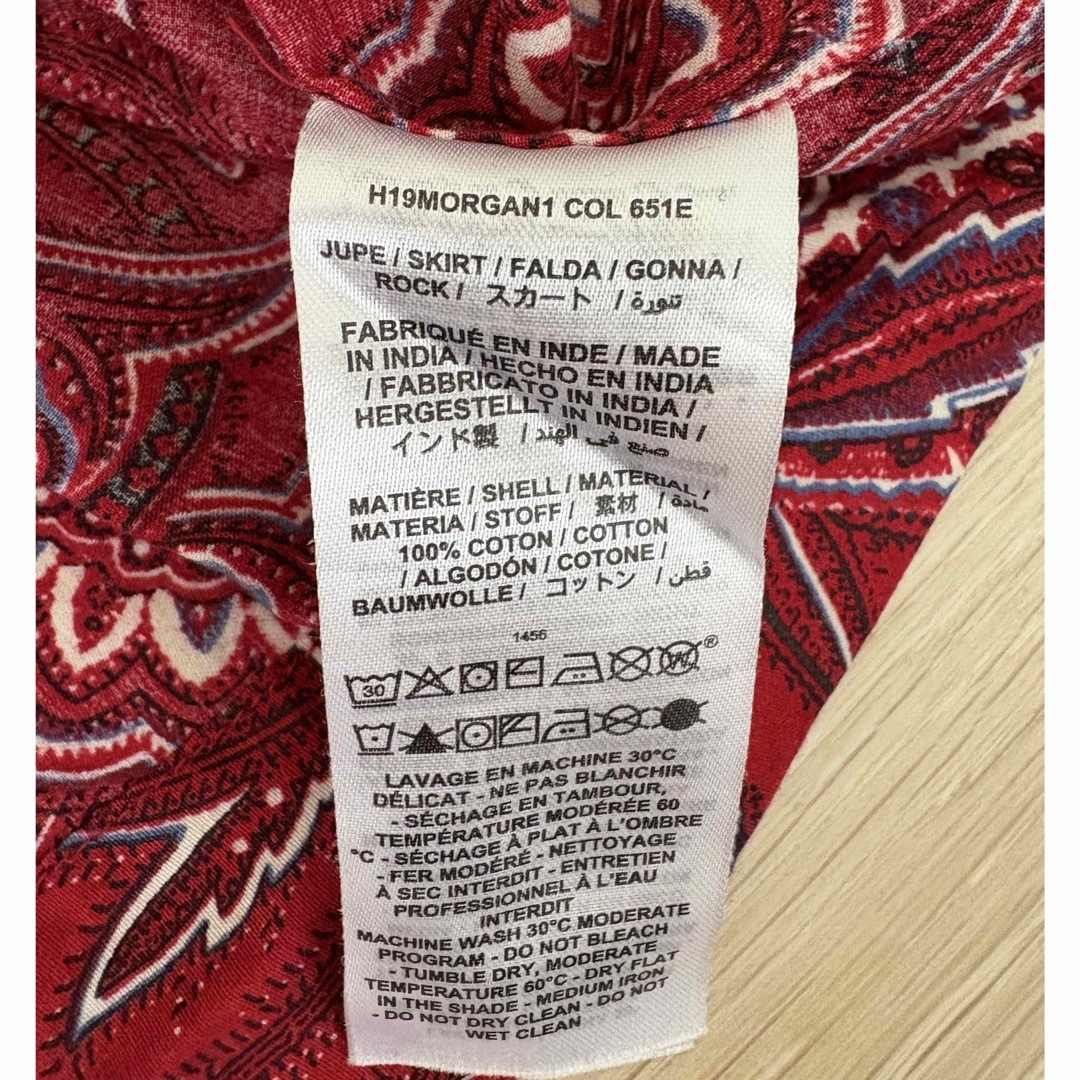 H19MORGAN1 COL 651E
JUPE / SKIRT / FALDA / GONNA /
ROCK / スカート / تنورة
FABRIQUÉ EN INDE / MADE
IN INDIA / HECHO EN INDIA
/ FABBRICATO IN INDIA /
HERGESTELLT IN INDIEN /
インド製 / صنع في الهند
MATIÈRE / SHELL / MATERIAL /
MATERIA / STOFF / 素材 / مادة
100% COTON / COTTON
/ ALGODÓN / COTONE /
BAUMWOLLE / コットン / قطن
1456
30 W ®
LAVAGE EN MACHINE 30°C
DÉLICAT - NE PAS BLANCHIR
- SÉCHAGE EN TAMBOUR,
TEMPÉRATURE MODÉRÉE 60
°C - SÉCHAGE À PLAT À L'OMBRE
- FER MODÉRÉ - NETTOYAGE
À SEC INTERDIT - ENTRETIEN
PROFESSIONNEL À L'EAU
INTERDIT
MACHINE WASH 30°C MODERATE
PROGRAM - DO NOT BLEACH
- TUMBLE DRY, MODERATE
TEMPERATURE 60°C - DRY FLAT
IN THE SHADE - MEDIUM IRON
- DO NOT DRY CLEAN - DO NOT
WET CLEAN